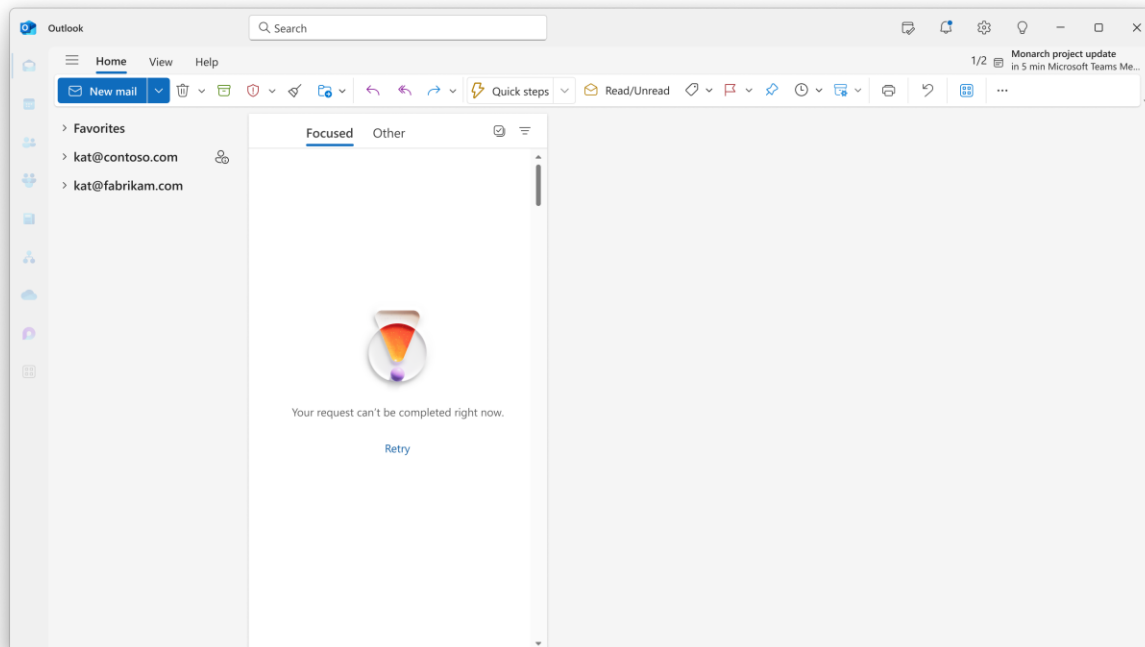 Outlook
Search
Home View Help
1/2 Monarch project update
in 5 min Microsoft Teams Me...
New mail Quick steps Read/Unread
Favorites
kat@contoso.com
kat@fabrikam.com
Focused Other
Your request can't be completed right now.
Retry